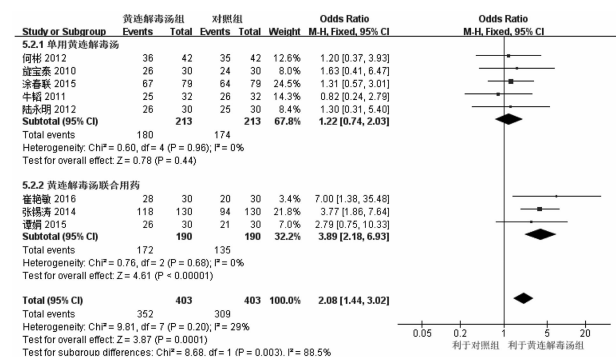 黄连解毒汤组 对照组 Odds Ratio Odds Ratio
Study or Subgroup Events Total Events Total Weight M-H, Fixed, 95% CI M-H, Fixed, 95% CI
5.2.1 单用黄连解毒汤
何彬 2012 36 42 35 42 12.6% 1.20 [0.37, 3.93]
施宝泰 2010 26 30 24 30 8.0% 1.63 [0.41, 6.47]
涂春联 2015 67 79 64 79 24.5% 1.31 [0.57, 3.01]
牛韬 2011 25 32 26 32 14.3% 0.82 [0.24, 2.79]
陆永明 2012 26 30 25 30 8.4% 1.30 [0.31, 5.40]
Subtotal (95% CI) 213 213 67.8% 1.22 [0.74, 2.03]
Total events 180 174
Heterogeneity: Chi² = 0.60, df = 4 (P = 0.96); I² = 0%
Test for overall effect: Z = 0.78 (P = 0.44)
5.2.2 黄连解毒汤联合用药
崔艳敏 2016 28 30 20 30 3.4% 7.00 [1.38, 35.48]
张锡涛 2014 118 130 94 130 21.8% 3.77 [1.86, 7.64]
谭娟 2015 26 30 21 30 7.0% 2.79 [0.75, 10.33]
Subtotal (95% CI) 190 190 32.2% 3.89 [2.18, 6.93]
Total events 172 135
Heterogeneity: Chi² = 0.76, df = 2 (P = 0.68); I² = 0%
Test for overall effect: Z = 4.61 (P < 0.00001)
Total (95% CI) 403 403 100.0% 2.08 [1.44, 3.02]
Total events 352 309
Heterogeneity: Chi² = 9.81, df = 7 (P = 0.20); I² = 29%
Test for overall effect: Z = 3.87 (P = 0.0001)
Test for subgroup differences: Chi² = 8.68, df = 1 (P = 0.003), I² = 88.5%
0.05 0.2 1 5 20
利于对照组 利于黄连解毒汤组